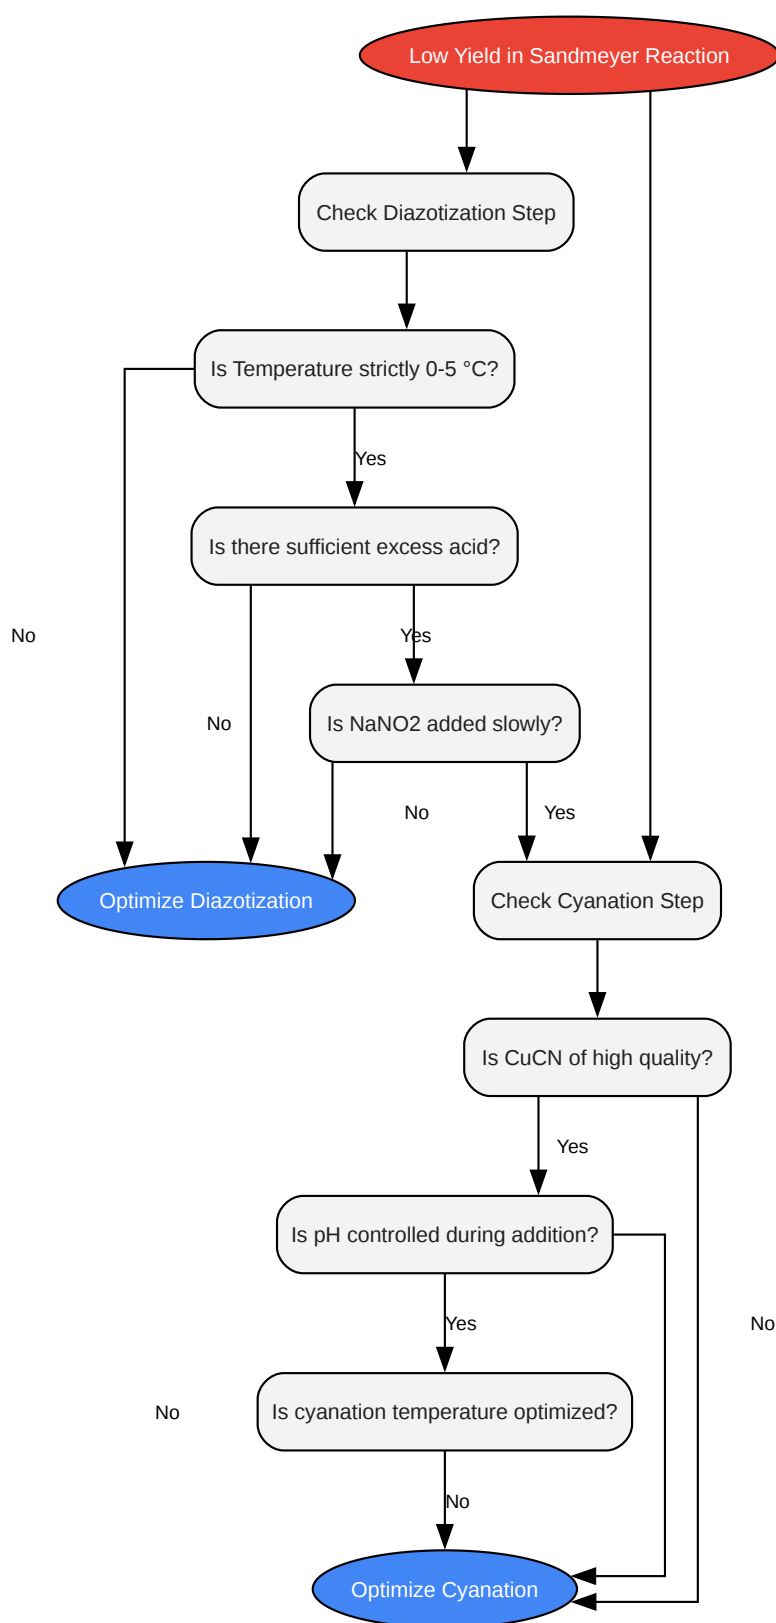 Low Yield in Sandmeyer Reaction
Check Diazotization Step
Is Temperature strictly 0-5 °C?
Yes
Is there sufficient excess acid?
No
Yes
Is NaNO2 added slowly?
No
No
Yes
Optimize Diazotization
Check Cyanation Step
Is CuCN of high quality?
Yes
Is pH controlled during addition?
Yes
No
Is cyanation temperature optimized?
No
No
Optimize Cyanation